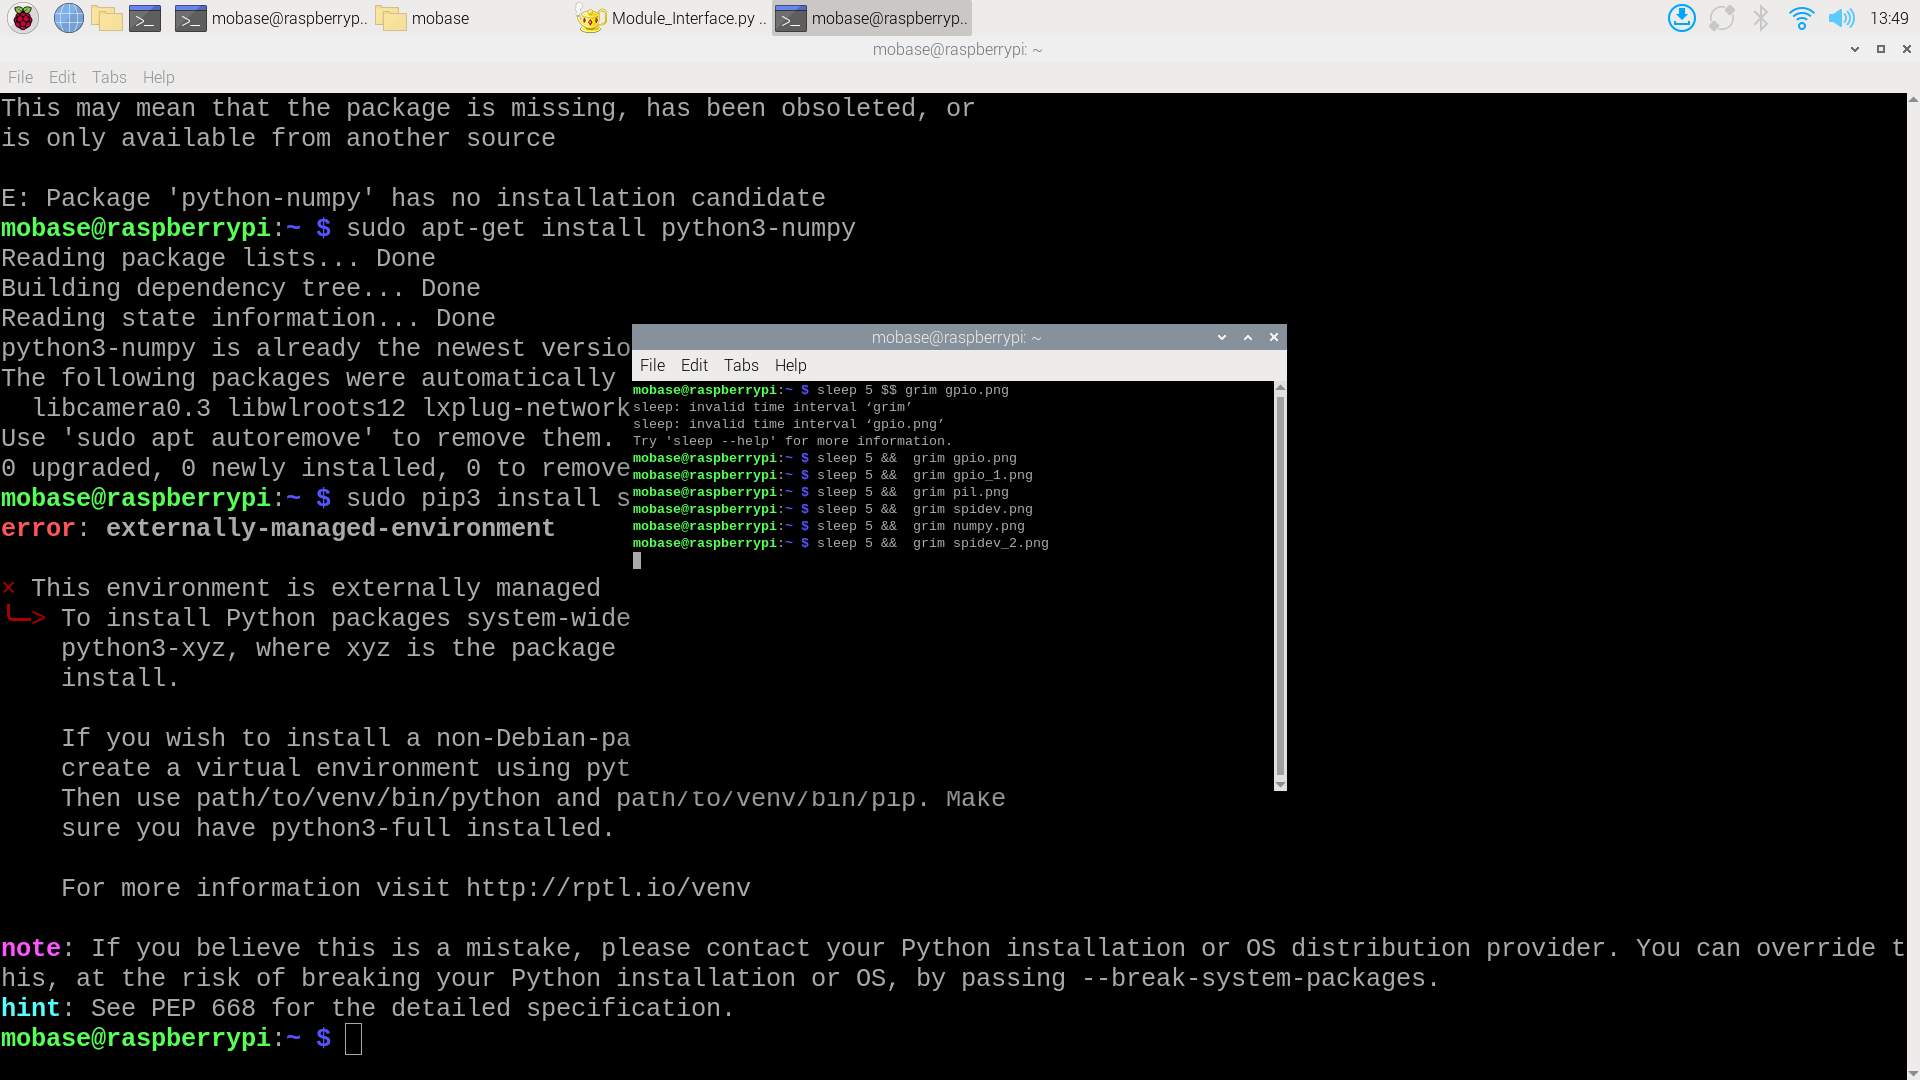 mobase@raspberryp..
mobase
Module_Interface.py ..
mobase@raspberryp..
13:49
mobase@raspberrypi: ~
File Edit Tabs Help
This may mean that the package is missing, has been obsoleted, or
is only available from another source
E: Package 'python-numpy' has no installation candidate
mobase@raspberrypi:~ $ sudo apt-get install python3-numpy
Reading package lists... Done
Building dependency tree... Done
Reading state information... Done
python3-numpy is already the newest versio
The following packages were automatically
libcamera0.3 libwlroots12 lxplug-network
Use 'sudo apt autoremove' to remove them.
0 upgraded, 0 newly installed, 0 to remove
mobase@raspberrypi:~ $ sudo pip3 install s
error: externally-managed-environment
× This environment is externally managed
╰─> To install Python packages system-wide
python3-xyz, where xyz is the package
install.
If you wish to install a non-Debian-pa
create a virtual environment using pyt
Then use path/to/venv/bin/python and path/to/venv/bin/pip. Make
sure you have python3-full installed.
For more information visit http://rptl.io/venv
note: If you believe this is a mistake, please contact your Python installation or OS distribution provider. You can override t
his, at the risk of breaking your Python installation or OS, by passing --break-system-packages.
hint: See PEP 668 for the detailed specification.
mobase@raspberrypi:~ $
mobase@raspberrypi: ~
File Edit Tabs Help
mobase@raspberrypi:~ $ sleep 5 $$ grim gpio.png
sleep: invalid time interval ‘grim’
sleep: invalid time interval ‘gpio.png’
Try 'sleep --help' for more information.
mobase@raspberrypi:~ $ sleep 5 &&  grim gpio.png
mobase@raspberrypi:~ $ sleep 5 &&  grim gpio_1.png
mobase@raspberrypi:~ $ sleep 5 &&  grim pil.png
mobase@raspberrypi:~ $ sleep 5 &&  grim spidev.png
mobase@raspberrypi:~ $ sleep 5 &&  grim numpy.png
mobase@raspberrypi:~ $ sleep 5 &&  grim spidev_2.png